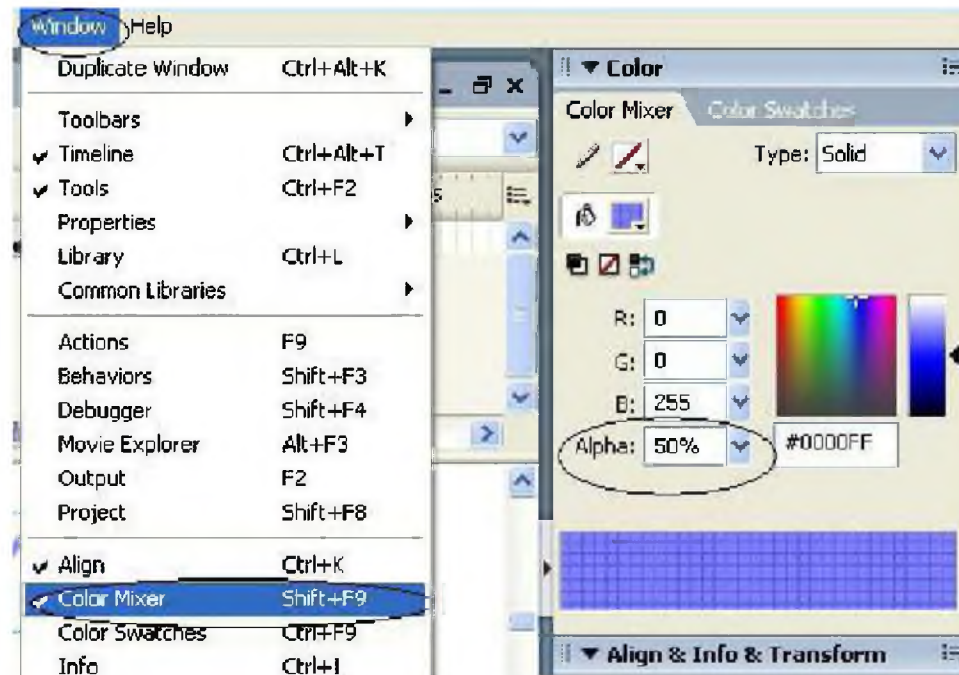 Window Help
Duplicate Window Ctrl+Alt+K
Toolbars
Timeline Ctrl+Alt+T
Tools Ctrl+F2
Properties
Library Ctrl+L
Common Libraries
Actions F9
Behaviors Shift+F3
Debugger Shift+F4
Movie Explorer Alt+F3
Output F2
Project Shift+F8
Align Ctrl+K
Color Mixer Shift+F9
Color Swatches Ctrl+F9
Info Ctrl+I
5
Color
Color Mixer Color Swatches
Type: Solid
R: 0
G: 0
B: 255
Alpha: 50% #0000FF
Align & Info & Transform